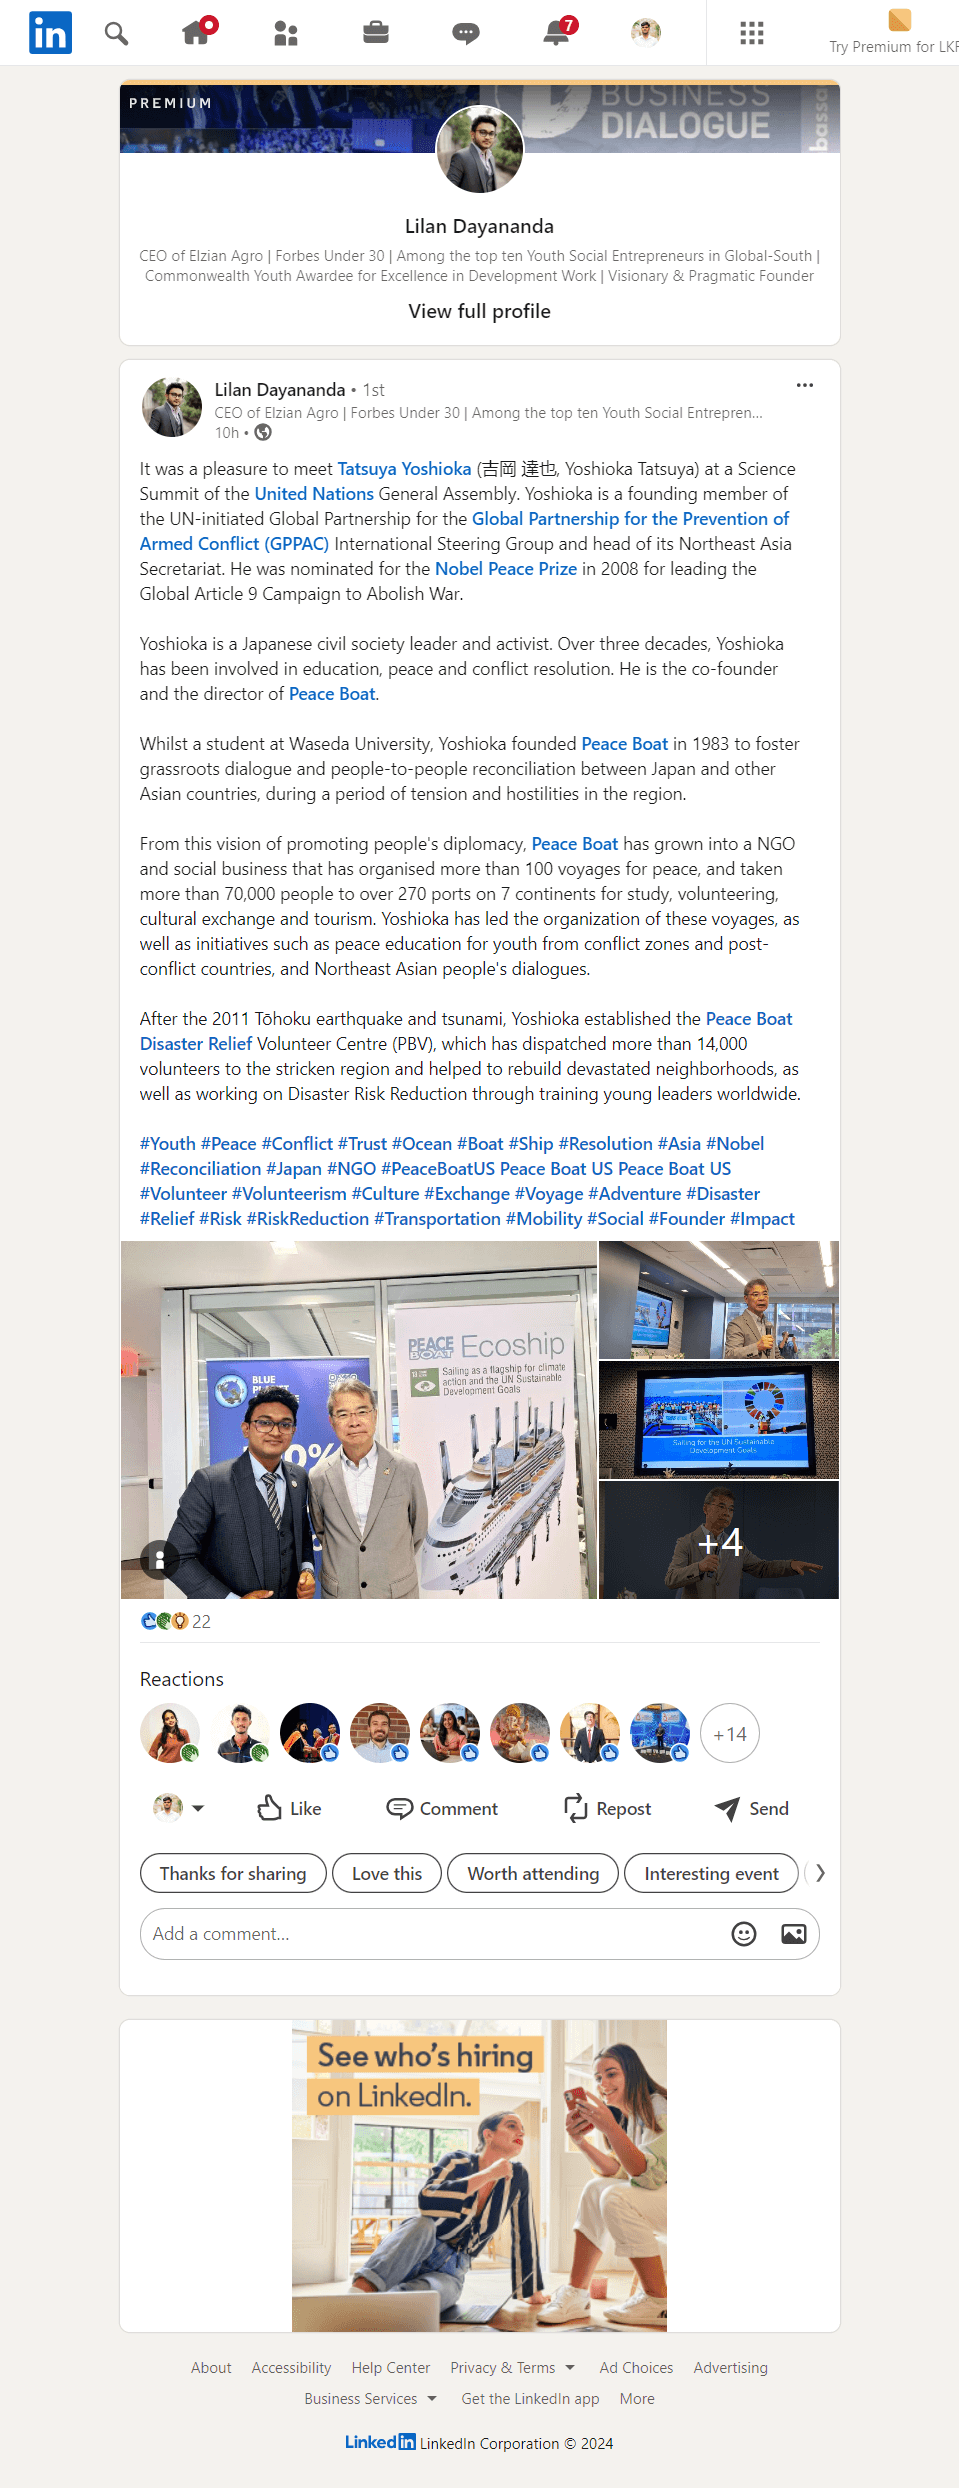 in
7
Try Premium for LKR
PREMIUM
BUSINESS
DIALOGUE
bassa
Lilan Dayananda
CEO of Elzian Agro | Forbes Under 30 | Among the top ten Youth Social Entrepreneurs in Global-South |
Commonwealth Youth Awardee for Excellence in Development Work | Visionary & Pragmatic Founder
View full profile
Lilan Dayananda • 1st
CEO of Elzian Agro | Forbes Under 30 | Among the top ten Youth Social Entrepren...
10h •
It was a pleasure to meet Tatsuya Yoshioka (吉岡 達也, Yoshioka Tatsuya) at a Science
Summit of the United Nations General Assembly. Yoshioka is a founding member of
the UN-initiated Global Partnership for the Global Partnership for the Prevention of
Armed Conflict (GPPAC) International Steering Group and head of its Northeast Asia
Secretariat. He was nominated for the Nobel Peace Prize in 2008 for leading the
Global Article 9 Campaign to Abolish War.
Yoshioka is a Japanese civil society leader and activist. Over three decades, Yoshioka
has been involved in education, peace and conflict resolution. He is the co-founder
and the director of Peace Boat.
Whilst a student at Waseda University, Yoshioka founded Peace Boat in 1983 to foster
grassroots dialogue and people-to-people reconciliation between Japan and other
Asian countries, during a period of tension and hostilities in the region.
From this vision of promoting people's diplomacy, Peace Boat has grown into a NGO
and social business that has organised more than 100 voyages for peace, and taken
more than 70,000 people to over 270 ports on 7 continents for study, volunteering,
cultural exchange and tourism. Yoshioka has led the organization of these voyages, as
well as initiatives such as peace education for youth from conflict zones and post-
conflict countries, and Northeast Asian people's dialogues.
After the 2011 Tōhoku earthquake and tsunami, Yoshioka established the Peace Boat
Disaster Relief Volunteer Centre (PBV), which has dispatched more than 14,000
volunteers to the stricken region and helped to rebuild devastated neighborhoods, as
well as working on Disaster Risk Reduction through training young leaders worldwide.
#Youth #Peace #Conflict #Trust #Ocean #Boat #Ship #Resolution #Asia #Nobel
#Reconciliation #Japan #NGO #PeaceBoatUS Peace Boat US Peace Boat US
#Volunteer #Volunteerism #Culture #Exchange #Voyage #Adventure #Disaster
#Relief #Risk #RiskReduction #Transportation #Mobility #Social #Founder #Impact
PEACE BOAT Ecoship
Sailing as a flagship for climate
action and the UN Sustainable
Development Goals
BLUE
0%
Sailing for the UN Sustainable
Development Goals
+4
22
Reactions
+14
Like
Comment
Repost
Send
Thanks for sharing
Love this
Worth attending
Interesting event
Add a comment...
See who's hiring
on LinkedIn.
About
Accessibility
Help Center
Privacy & Terms
Ad Choices
Advertising
Business Services
Get the LinkedIn app
More
LinkedIn LinkedIn Corporation © 2024